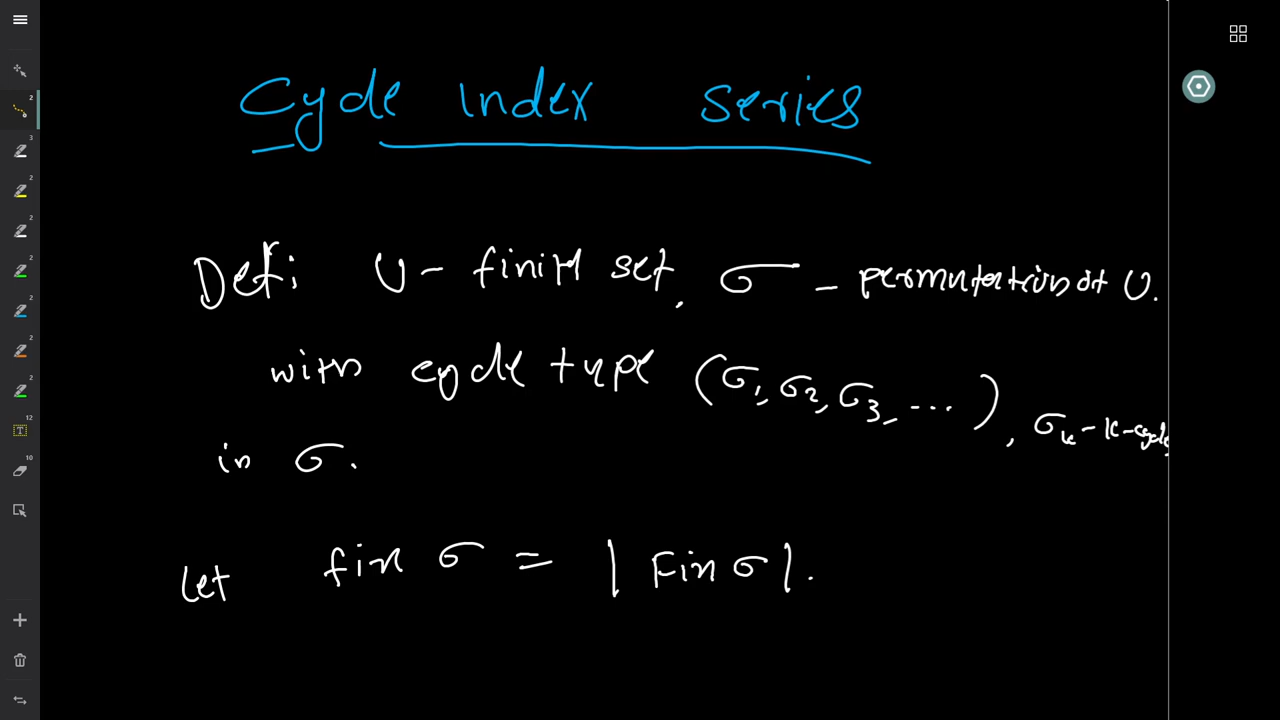 Cycle Index series
Def: U - finite set, σ - permutation of U.
with cycle type (σ₁, σ₂, σ₃, ...), σₖ - k-cycle
in σ.
Let fix σ = | Fix σ |.